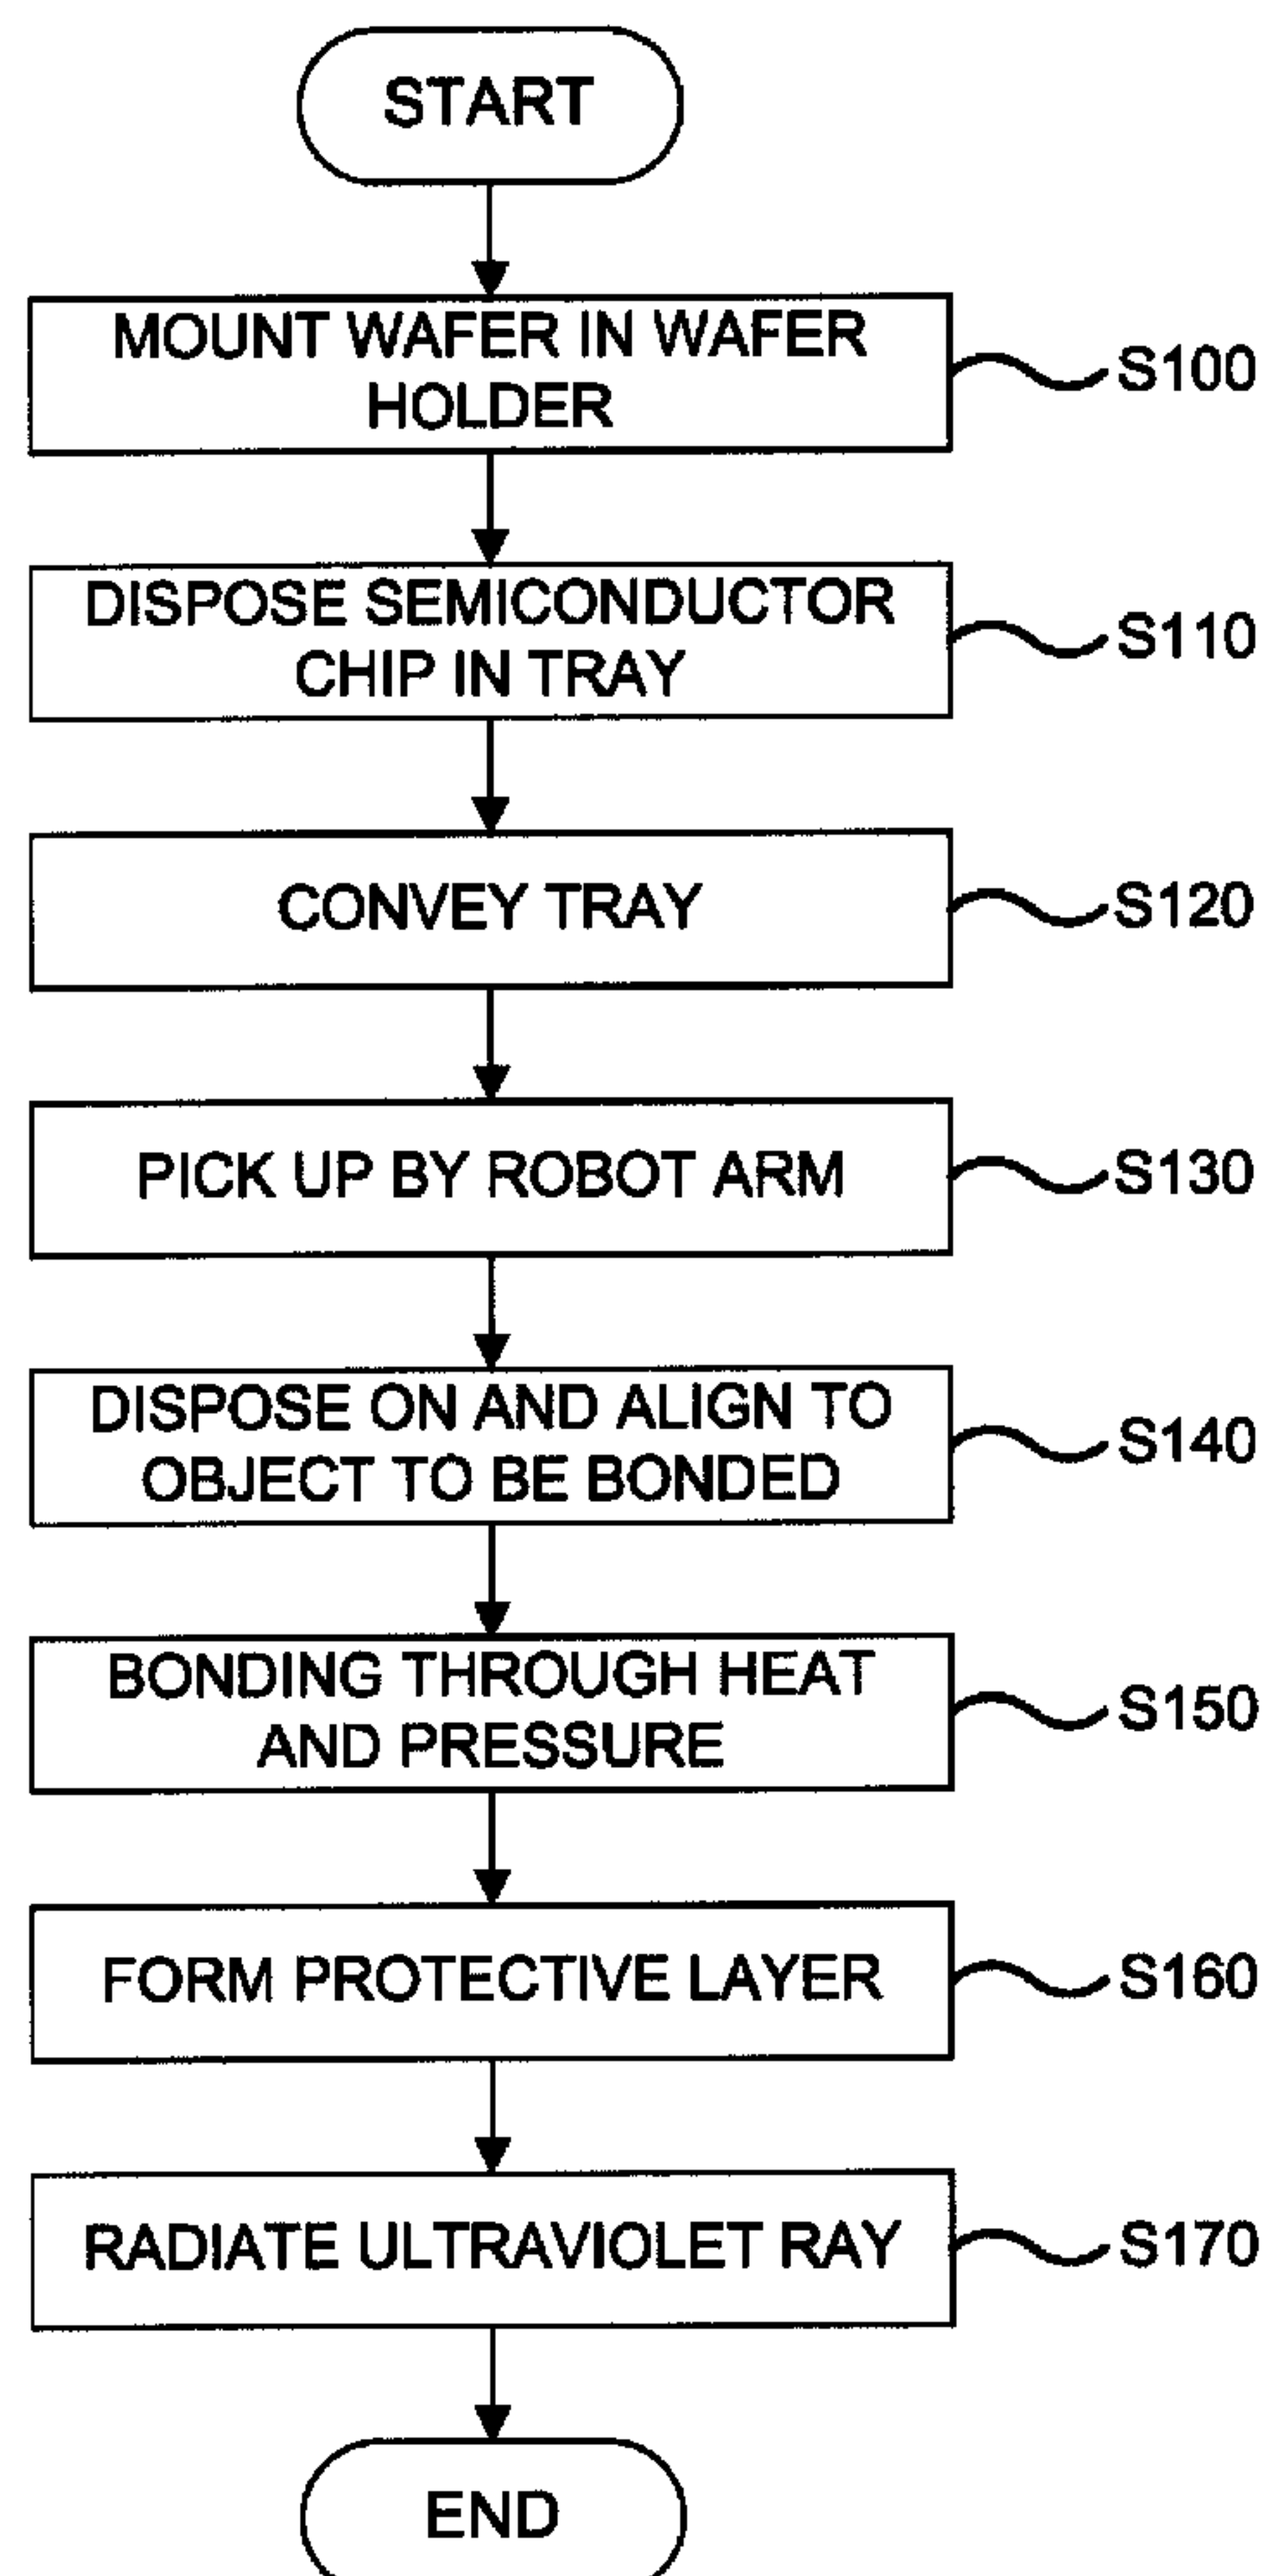 START
MOUNT WAFER IN WAFER
HOLDER
S100
DISPOSE SEMICONDUCTOR
CHIP IN TRAY
S110
CONVEY TRAY
S120
PICK UP BY ROBOT ARM
S130
DISPOSE ON AND ALIGN TO
OBJECT TO BE BONDED
S140
BONDING THROUGH HEAT
AND PRESSURE
S150
FORM PROTECTIVE LAYER
S160
RADIATE ULTRAVIOLET RAY
S170
END